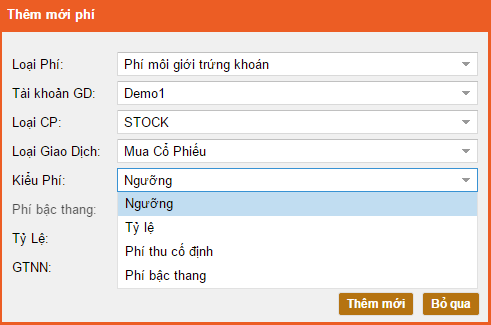 Thêm mới phí
Loại Phí: Phí môi giới trứng khoán
Tài khoản GD: Demo1
Loại CP: STOCK
Loại Giao Dịch: Mua Cổ Phiếu
Kiểu Phí: Ngưỡng
Ngưỡng
Phí bậc thang:
Tỷ lệ
Tỷ Lệ:
Phí thu cố định
GTNN:
Phí bậc thang
Thêm mới Bỏ qua